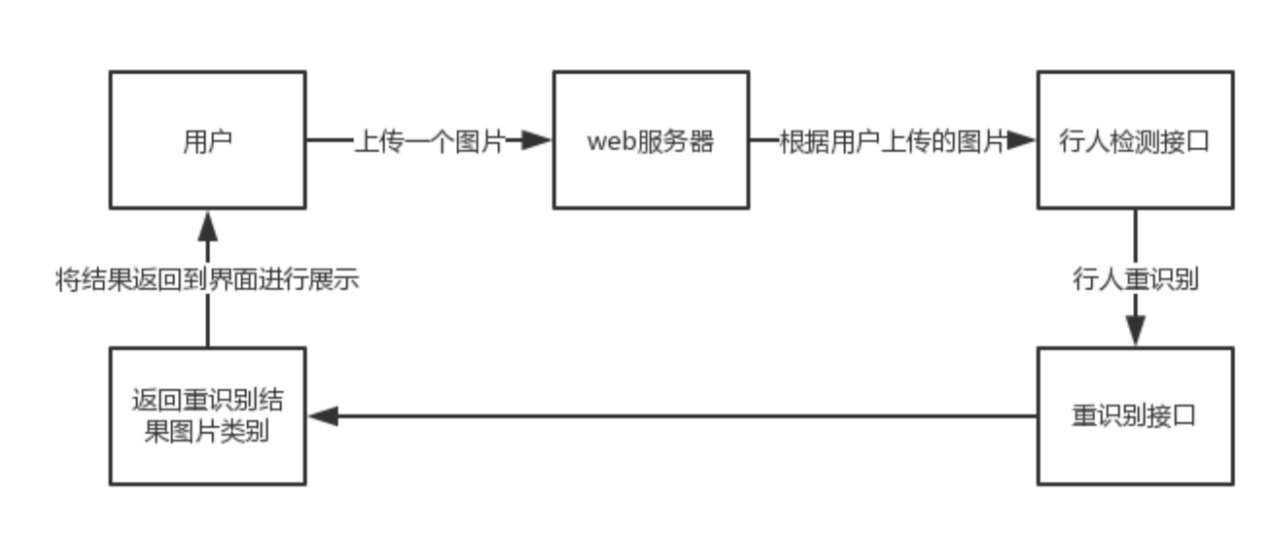 用户
上传一个图片
web服务器
根据用户上传的图片
行人检测接口
将结果返回到界面进行展示
行人重识别
返回重识别结
果图片类别
重识别接口